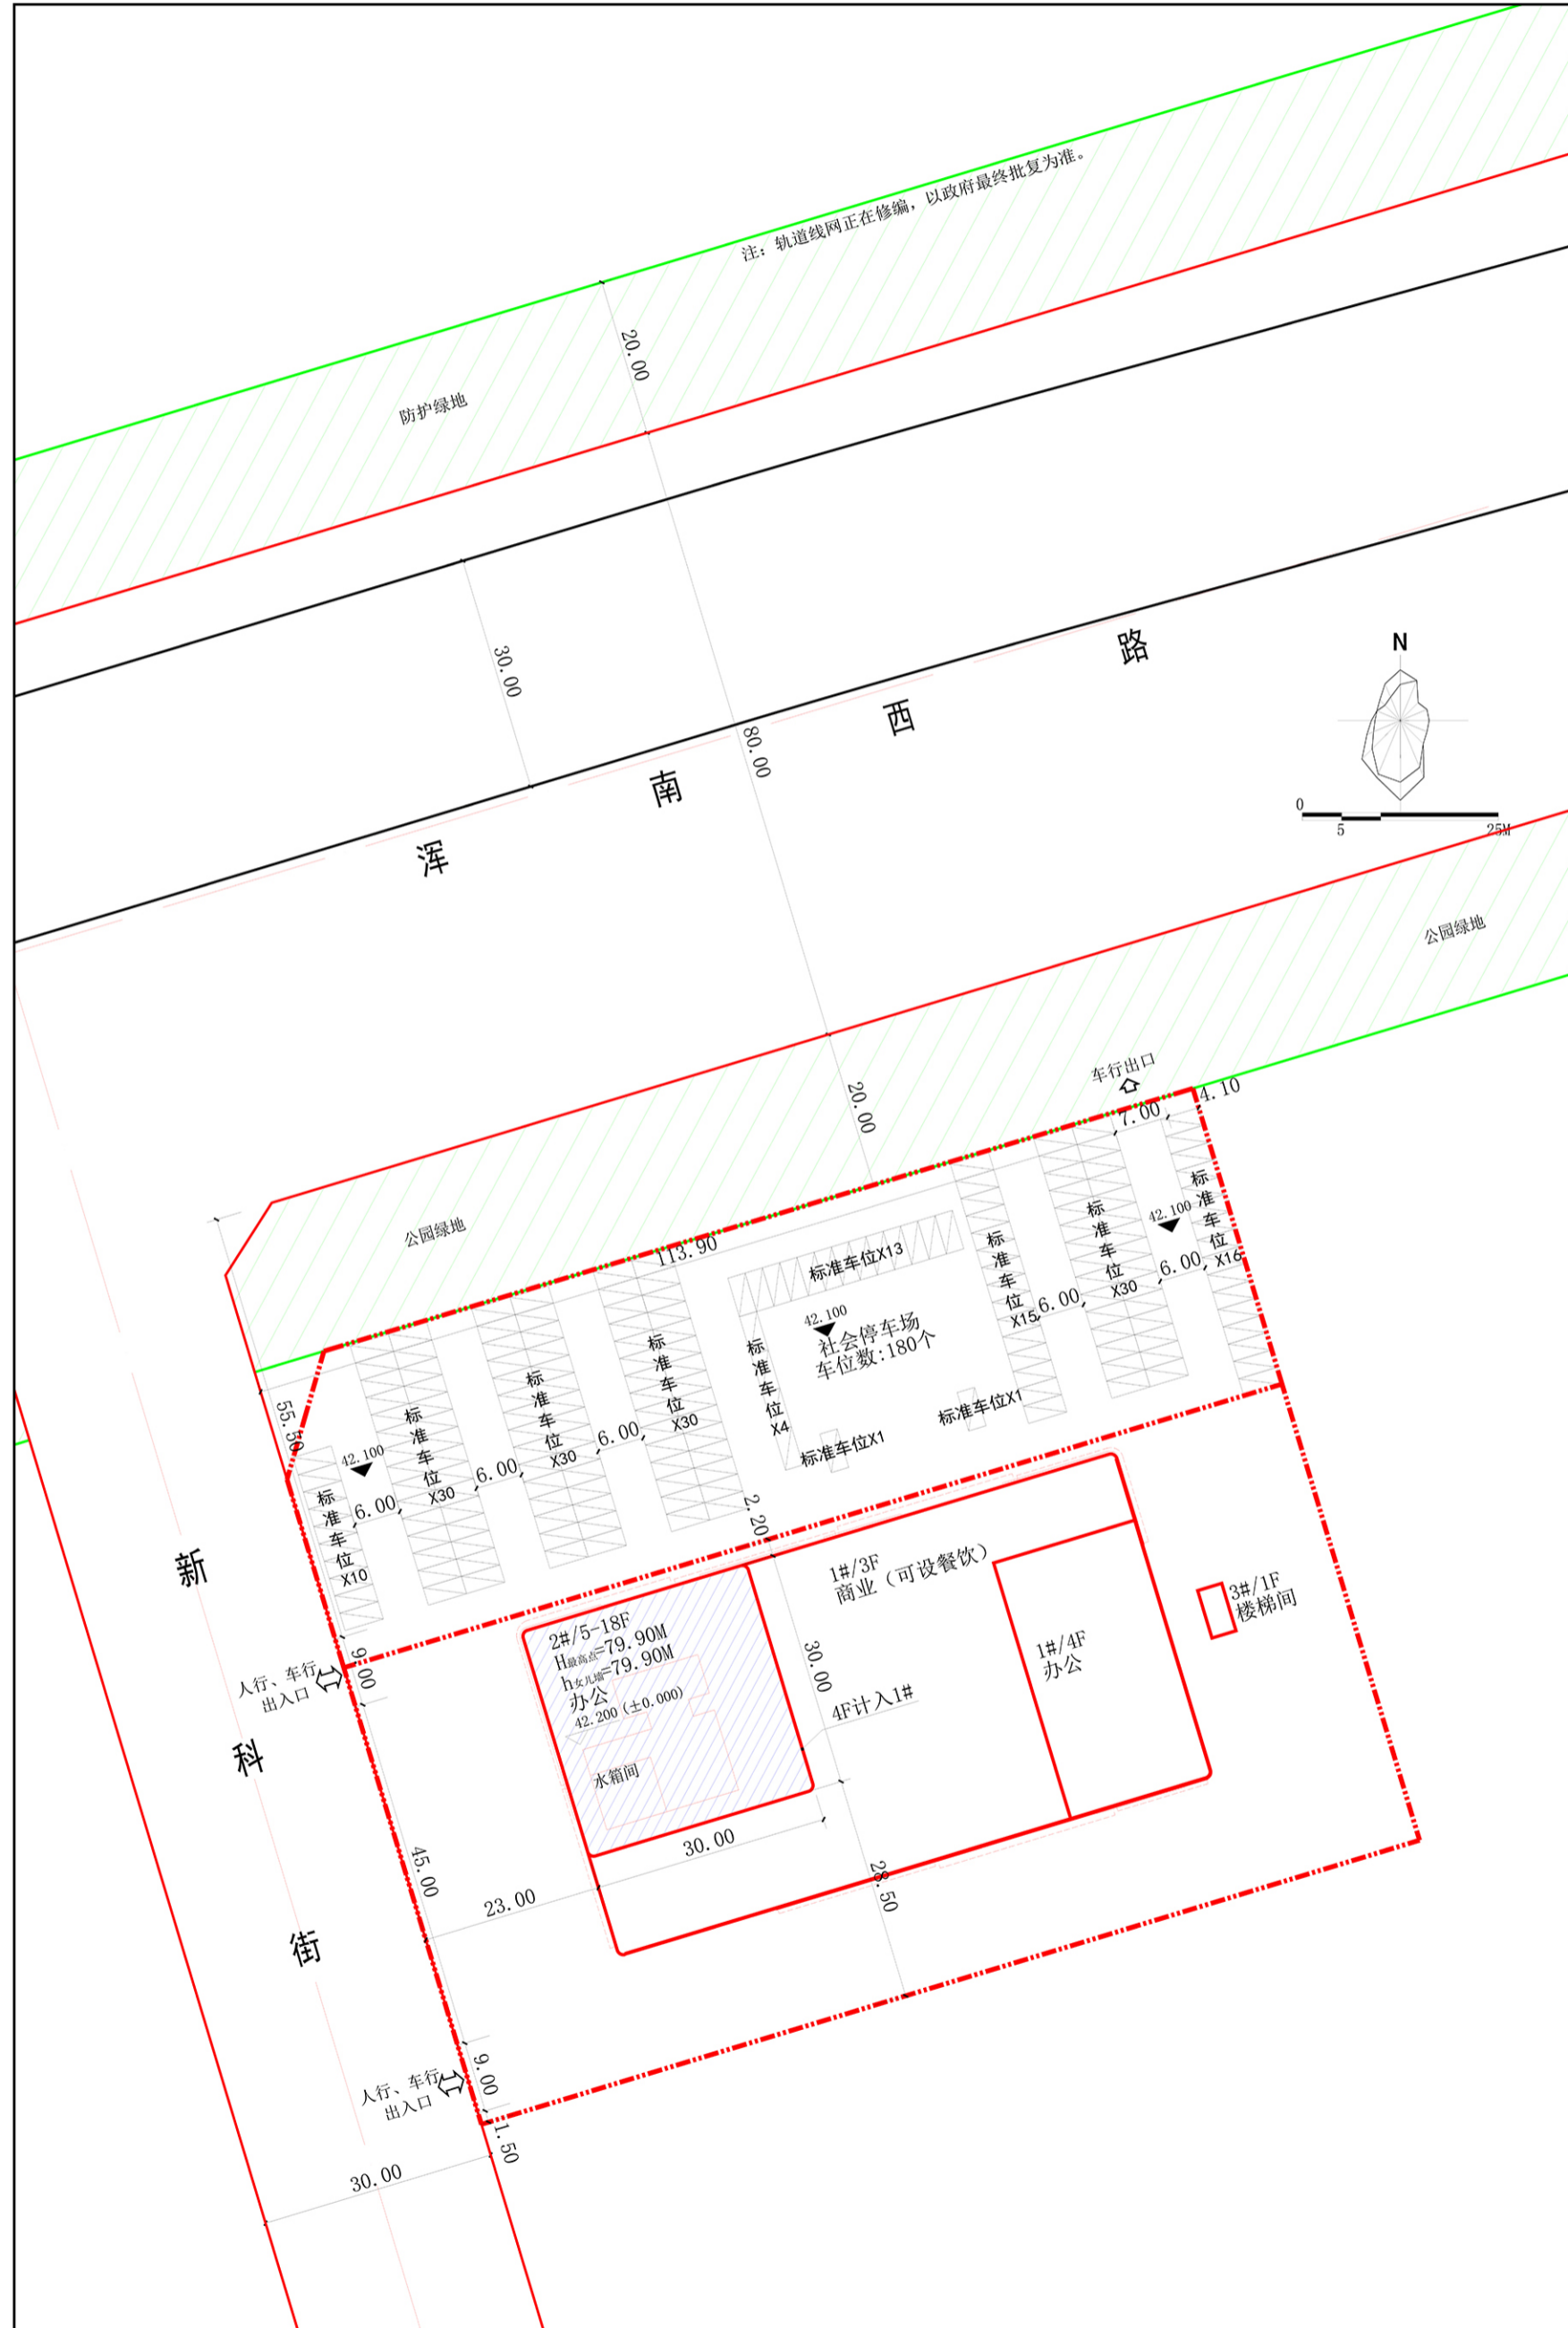 注：轨道线网正在修编，以政府最终批复为准。
20.00
防护绿地
30.00
路
N
西
80.00
南
0
5
25M
浑
公园绿地
车行出口
20.00
7.00
4.10
公园绿地
113.90
标准车位X13
42.100
社会停车场
车位数:180个
标准车位X15
6.00
标准车位X30
42.100
6.00
标准车位X16
55.50
42.100
标准车位X10
6.00
标准车位X30
6.00
标准车位X30
6.00
标准车位X30
标准车位X4
标准车位X1
标准车位X1
2.20
新
1#/3F
商业（可设餐饮）
3#/1F
楼梯间
1#/4F
办公
2#/5-18F
H最高点=79.90M
h女儿墙=79.90M
办公
42.200(±0.000)
水箱间
30.00
4F计入1#
人行、车行
出入口
9.00
科
30.00
45.00
23.00
28.50
街
人行、车行
出入口
9.00
1.50
30.00